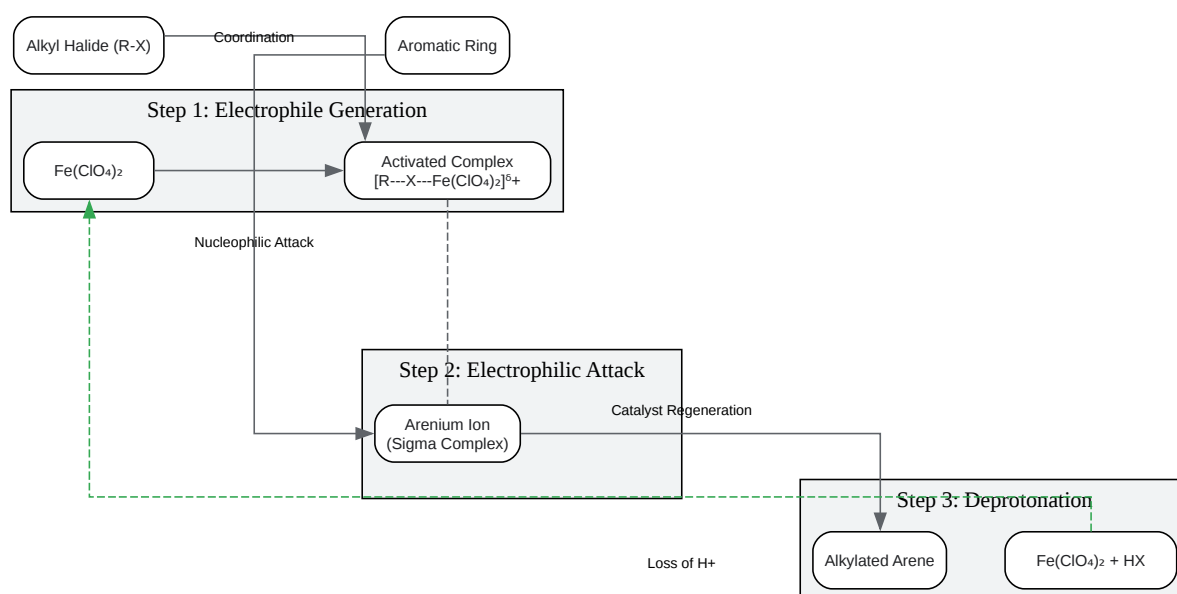 Alkyl Halide (R-X)
Coordination
Aromatic Ring
Step 1: Electrophile Generation
Fe(ClO₄)₂
Activated Complex
[R---X---Fe(ClO₄)₂]ᵟ+
Nucleophilic Attack
Step 2: Electrophilic Attack
Arenium Ion
(Sigma Complex)
Catalyst Regeneration
Step 3: Deprotonation
Alkylated Arene
Fe(ClO₄)₂ + HX
Loss of H+